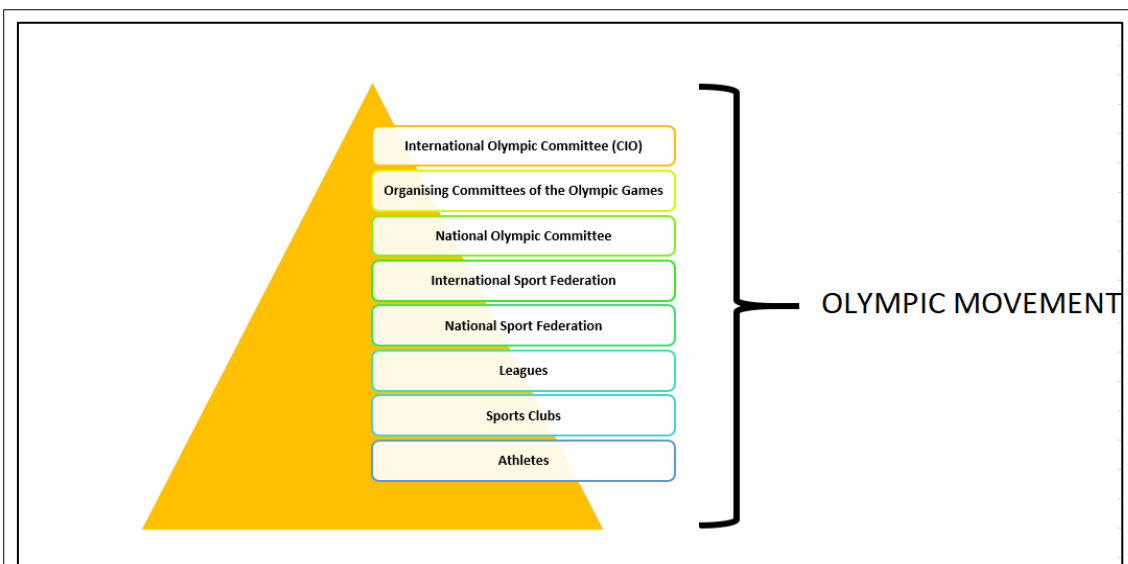 International Olympic Committee (CIO)
Organising Committees of the Olympic Games
National Olympic Committee
International Sport Federation
National Sport Federation
Leagues
Sports Clubs
Athletes
OLYMPIC MOVEMENT